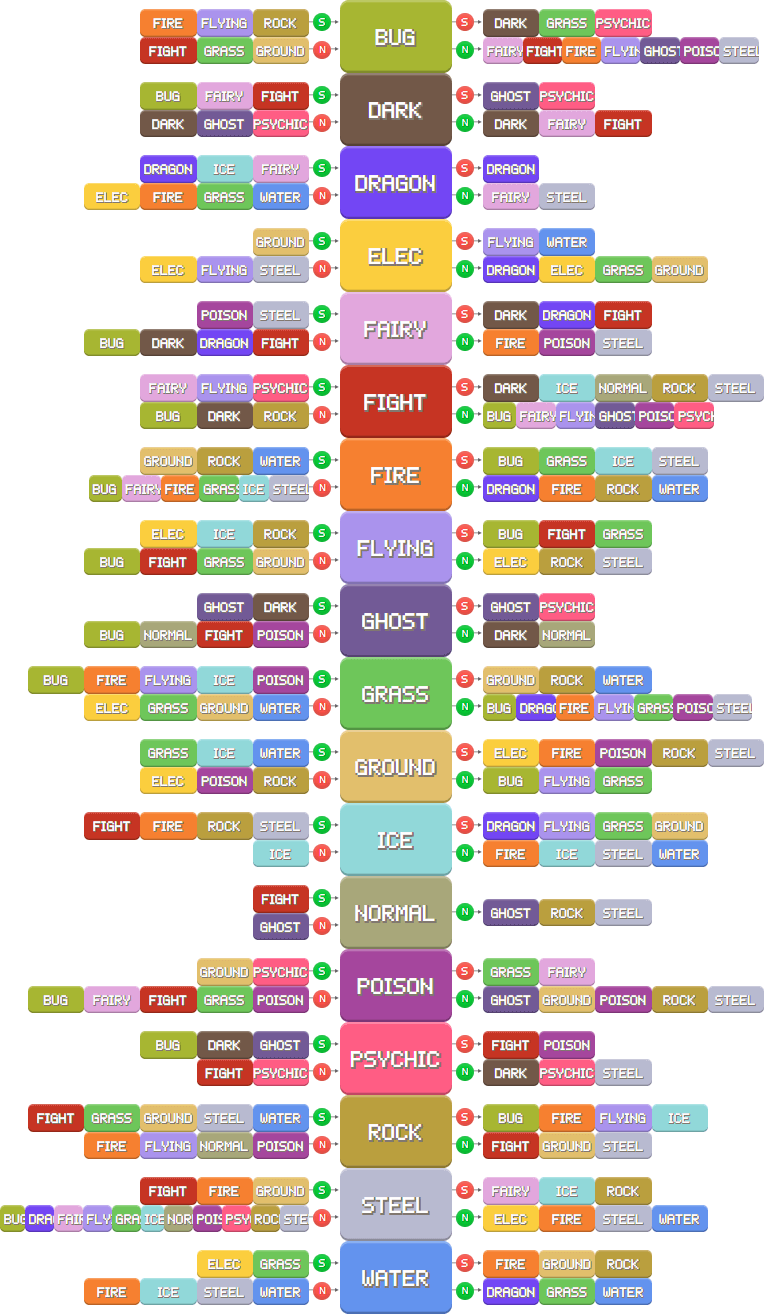 FIRE FLYING ROCK S BUG S DARK GRASS PSYCHIC
FIGHT GRASS GROUND N N FAIRY FIGHT FIRE FLYIN GHOST POISO STEEL
BUG FAIRY FIGHT S DARK S GHOST PSYCHIC
DARK GHOST PSYCHIC N N DARK FAIRY FIGHT
DRAGON ICE FAIRY S DRAGON S DRAGON
ELEC FIRE GRASS WATER N N FAIRY STEEL
GROUND S ELEC S FLYING WATER
ELEC FLYING STEEL N N DRAGON ELEC GRASS GROUND
POISON STEEL S FAIRY S DARK DRAGON FIGHT
BUG DARK DRAGON FIGHT N N FIRE POISON STEEL
FAIRY FLYING PSYCHIC S FIGHT S DARK ICE NORMAL ROCK STEEL
BUG DARK ROCK N N BUG FAIRY FLYIN GHOST POISO PSYCH
GROUND ROCK WATER S FIRE S BUG GRASS ICE STEEL
BUG FAIRY FIRE GRASS ICE STEEL N N DRAGON FIRE ROCK WATER
ELEC ICE ROCK S FLYING S BUG FIGHT GRASS
BUG FIGHT GRASS GROUND N N ELEC ROCK STEEL
GHOST DARK S GHOST S GHOST PSYCHIC
BUG NORMAL FIGHT POISON N N DARK NORMAL
BUG FIRE FLYING ICE POISON S GRASS S GROUND ROCK WATER
ELEC GRASS GROUND WATER N N BUG DRAGO FIRE FLYIN GRASS POISO STEEL
GRASS ICE WATER S GROUND S ELEC FIRE POISON ROCK STEEL
ELEC POISON ROCK N N BUG FLYING GRASS
FIGHT FIRE ROCK STEEL S ICE S DRAGON FLYING GRASS GROUND
ICE N N FIRE ICE STEEL WATER
FIGHT S NORMAL N GHOST ROCK STEEL
GHOST N
GROUND PSYCHIC S POISON S GRASS FAIRY
BUG FAIRY FIGHT GRASS POISON N N GHOST GROUND POISON ROCK STEEL
BUG DARK GHOST S PSYCHIC S FIGHT POISON
FIGHT PSYCHIC N N DARK PSYCHIC STEEL
FIGHT GRASS GROUND STEEL WATER S ROCK S BUG FIRE FLYING ICE
FIRE FLYING NORMAL POISON N N FIGHT GROUND STEEL
FIGHT FIRE GROUND S STEEL S FAIRY ICE ROCK
BUG DRA FAIR FLY GRA ICE NOR POIS PSY ROC STE N N ELEC FIRE STEEL WATER
ELEC GRASS S WATER S FIRE GROUND ROCK
FIRE ICE STEEL WATER N N DRAGON GRASS WATER